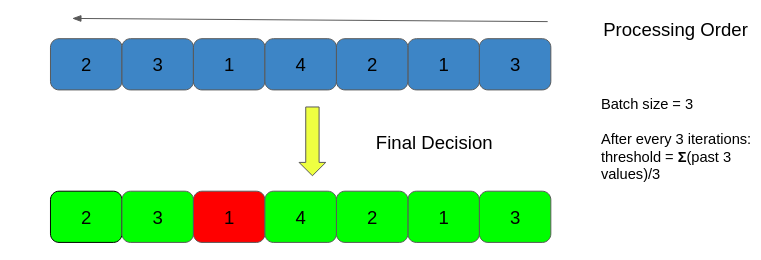 Processing Order
2 3 1 4 2 1 3
Batch size = 3
Final Decision
After every 3 iterations:
threshold = Σ(past 3
values)/3
2 3 1 4 2 1 3